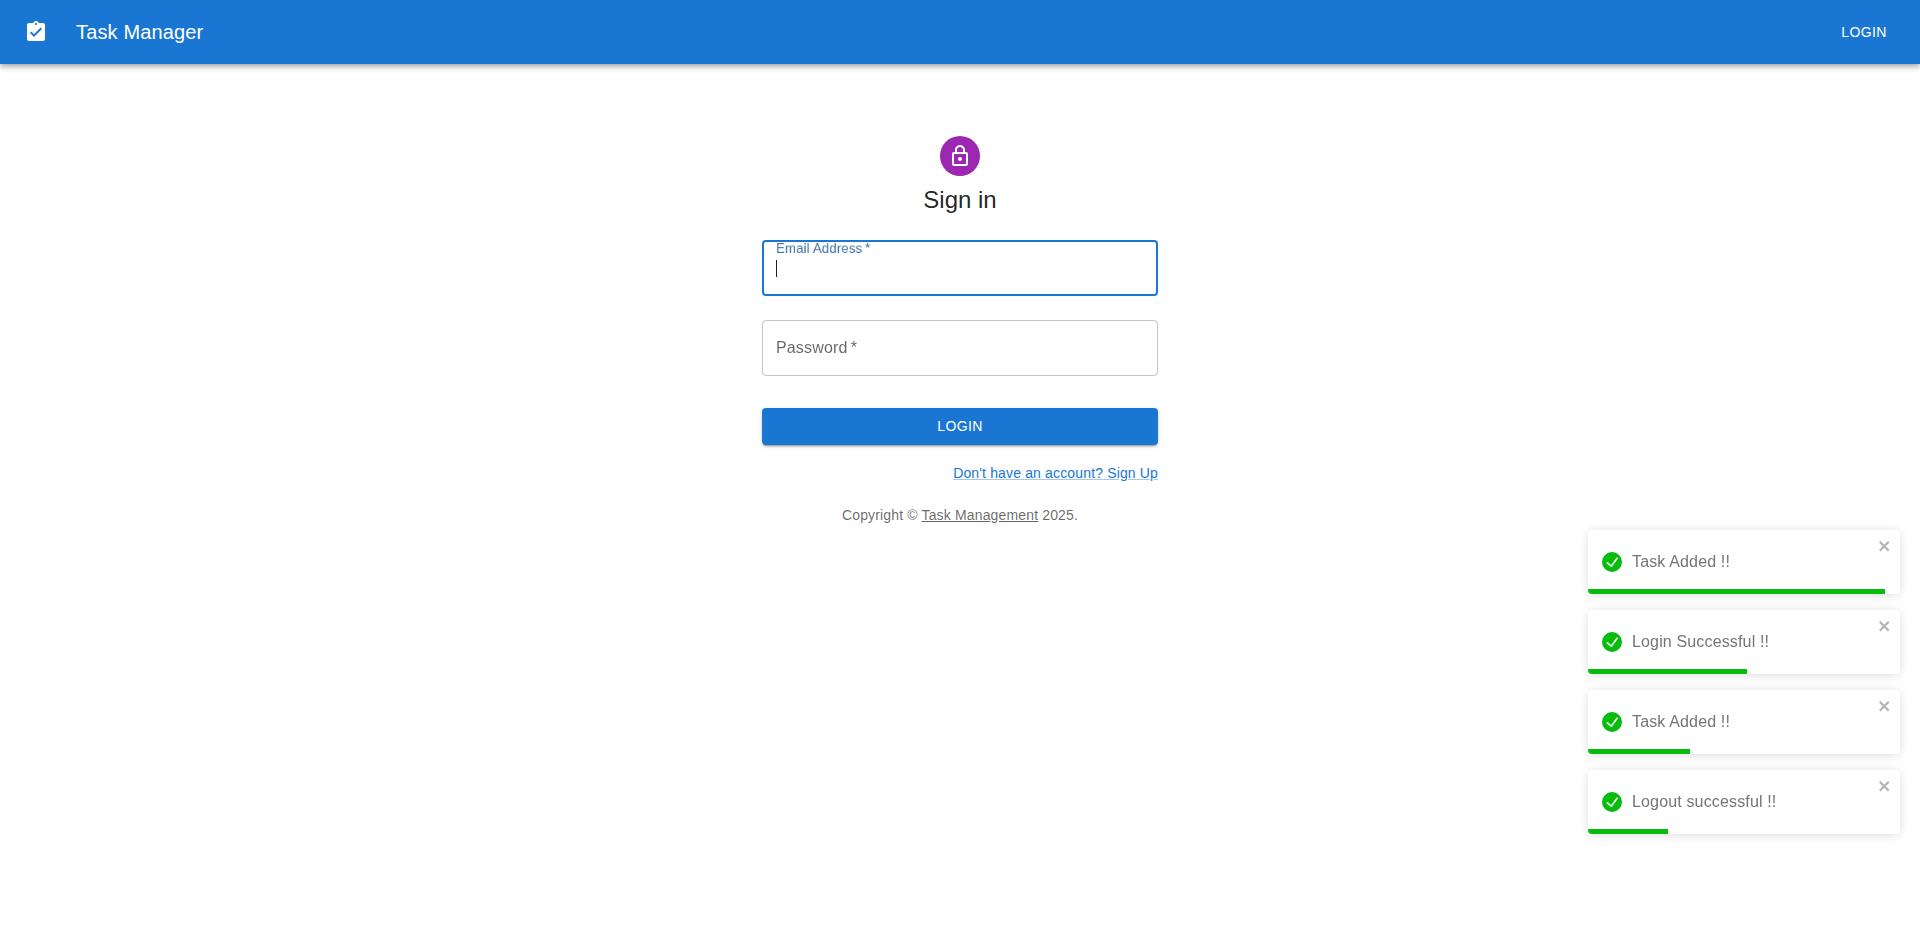 Task Manager
LOGIN
Sign in
Email Address *
Password *
LOGIN
Don't have an account? Sign Up
Copyright © Task Management 2025.
Task Added !!
Login Successful !!
Task Added !!
Logout successful !!